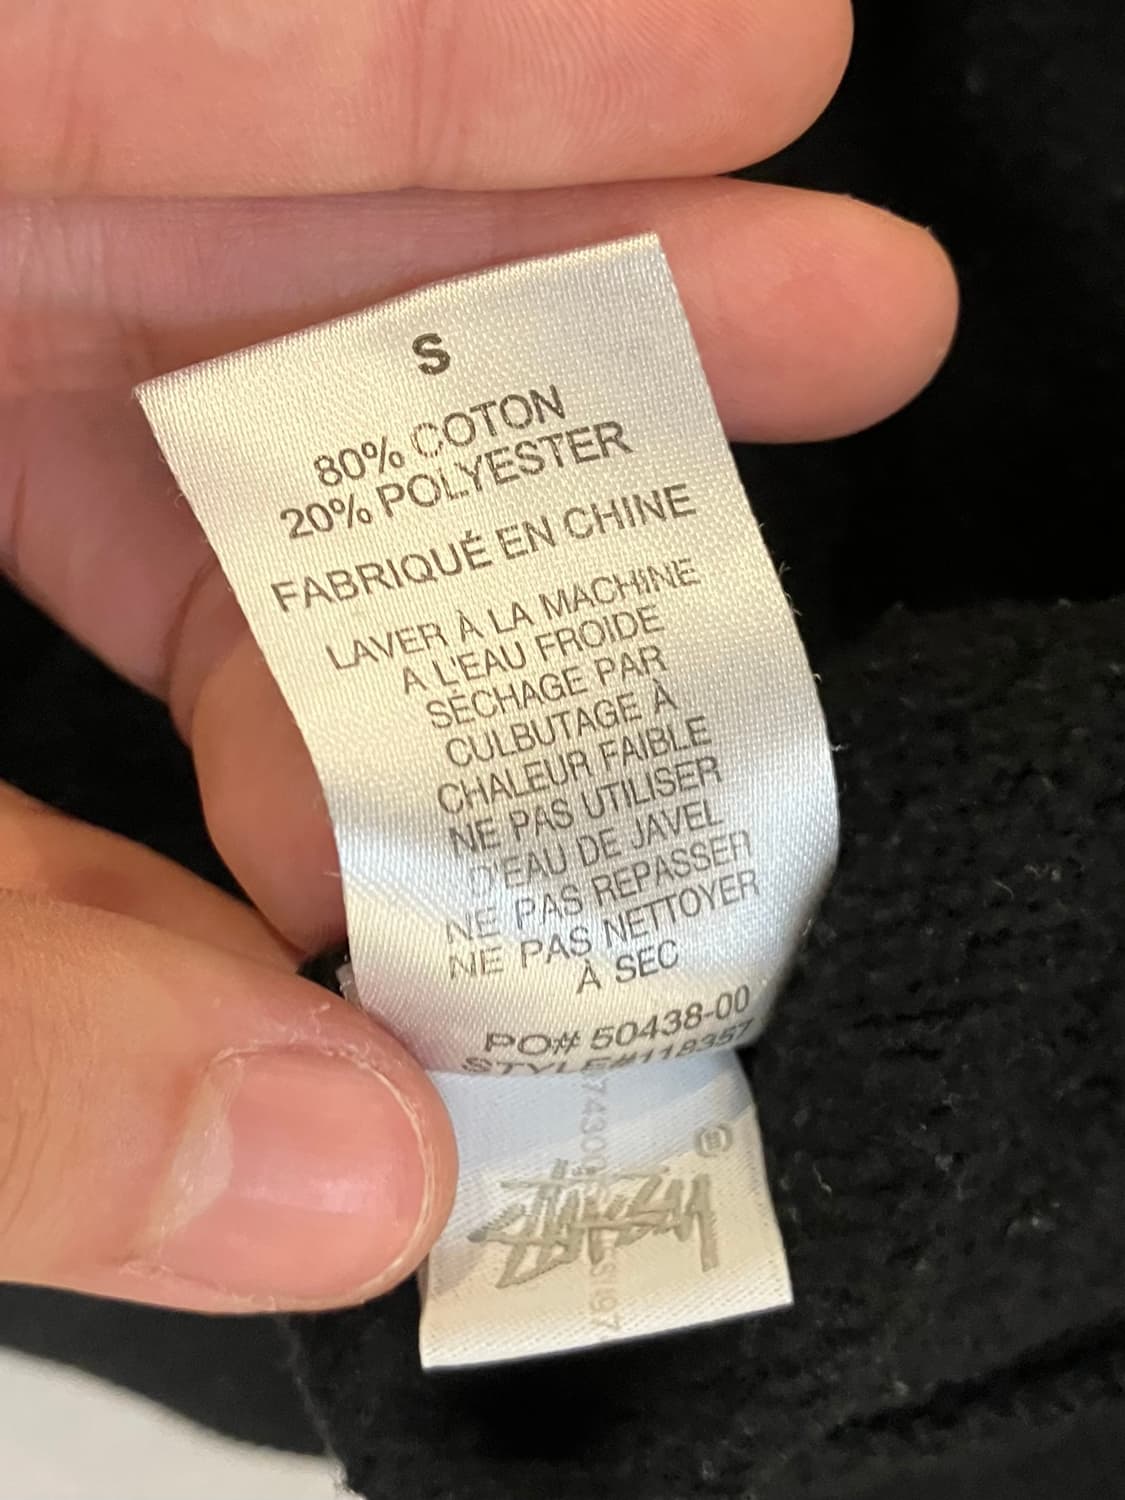 S
80% COTON
20% POLYESTER
FABRIQUÉ EN CHINE
LAVER À LA MACHINE
A L'EAU FROIDE
SÉCHAGE PAR
CULBUTAGE À
CHALEUR FAIBLE
NE PAS UTILISER
D'EAU DE JAVEL
NE PAS REPASSER
NE PAS NETTOYER
À SEC
PO# 50438-00
STYLE#118357